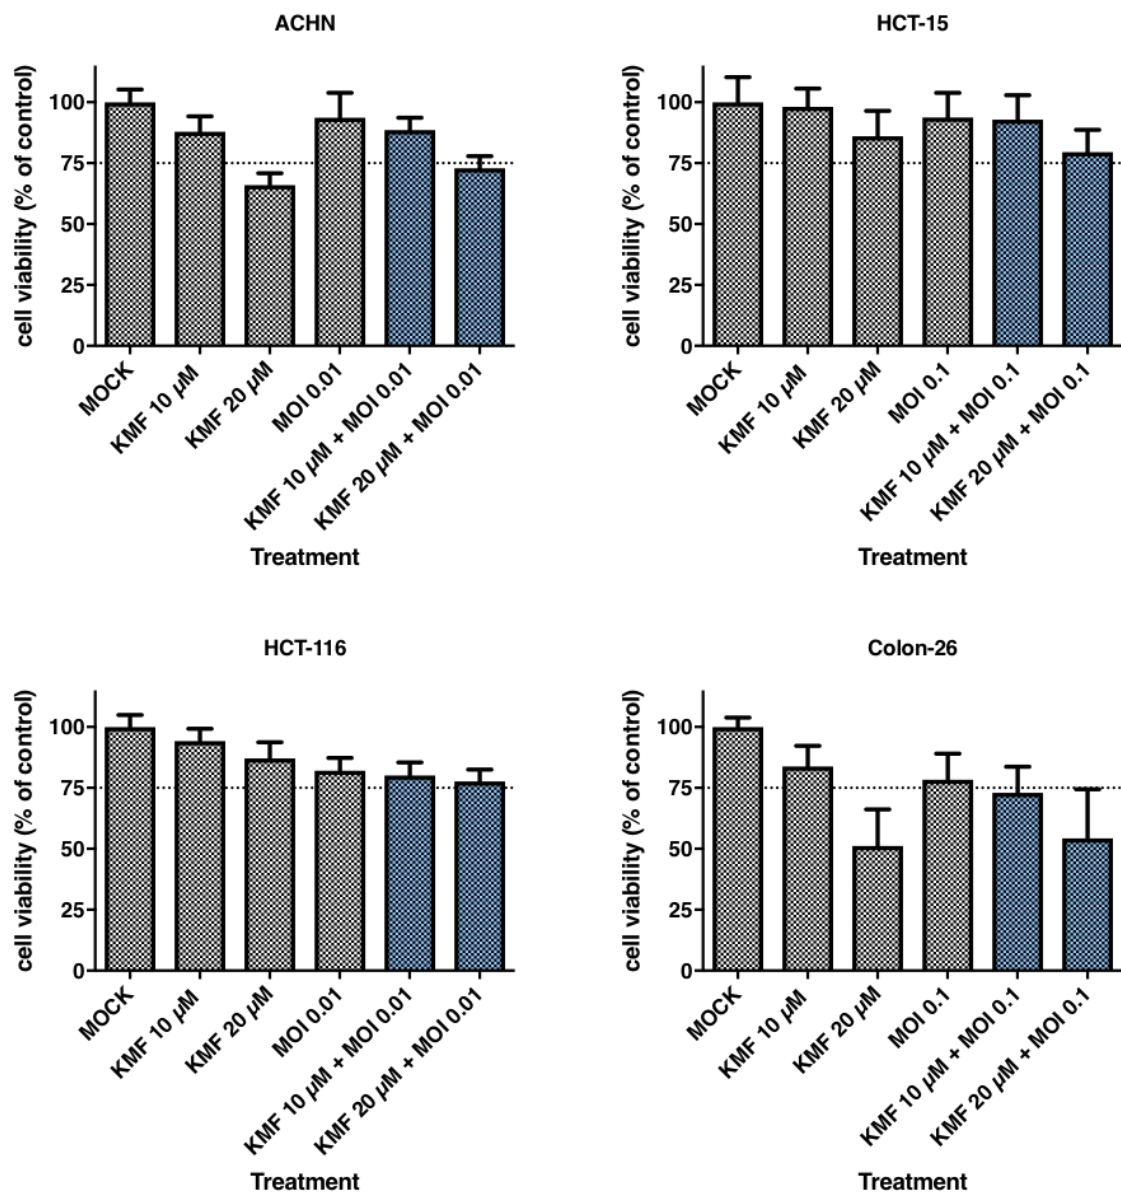 ACHN
cell viability (% of control)
100
75
50
25
0
MOCK
KMF 10 µM
KMF 20 µM
MOI 0.01
KMF 10 µM + MOI 0.01
KMF 20 µM + MOI 0.01
Treatment
HCT-15
cell viability (% of control)
100
75
50
25
0
MOCK
KMF 10 µM
KMF 20 µM
MOI 0.1
KMF 10 µM + MOI 0.1
KMF 20 µM + MOI 0.1
Treatment
HCT-116
cell viability (% of control)
100
75
50
25
0
MOCK
KMF 10 µM
KMF 20 µM
MOI 0.01
KMF 10 µM + MOI 0.01
KMF 20 µM + MOI 0.01
Treatment
Colon-26
cell viability (% of control)
100
75
50
25
0
MOCK
KMF 10 µM
KMF 20 µM
MOI 0.1
KMF 10 µM + MOI 0.1
KMF 20 µM + MOI 0.1
Treatment